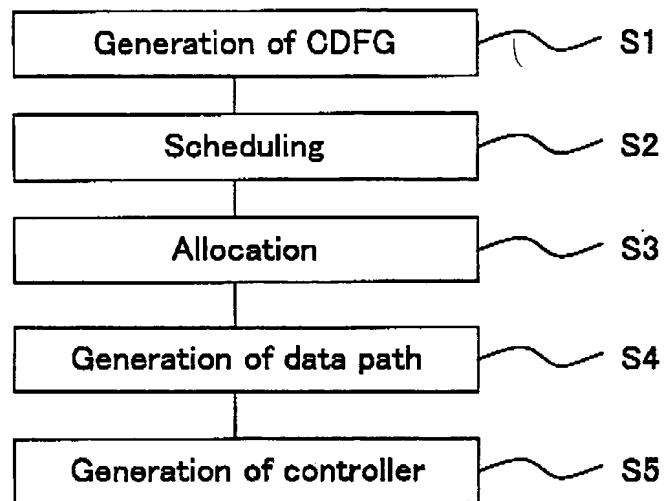 Generation of CDFG S1
Scheduling S2
Allocation S3
Generation of data path S4
Generation of controller S5